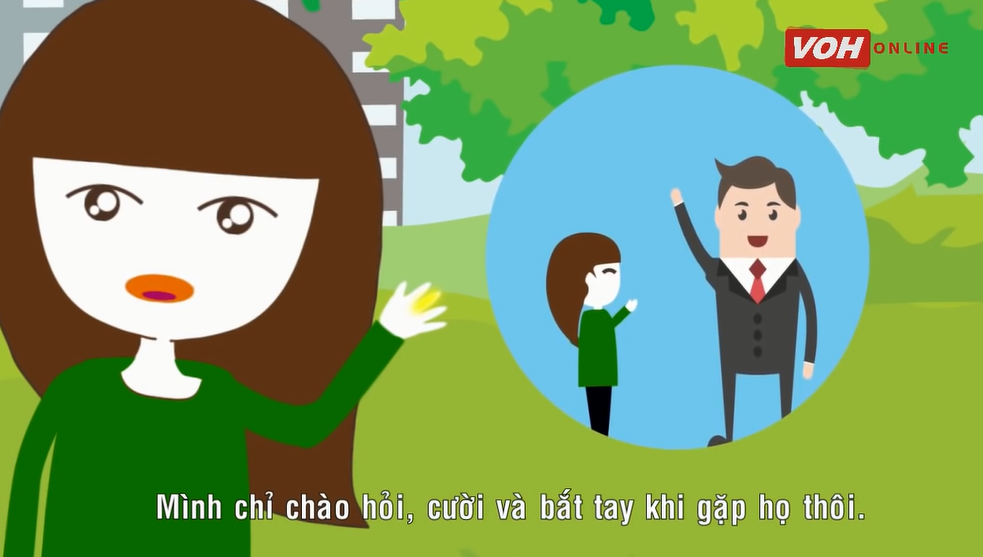 VOH ONLINE
Mình chỉ chào hỏi, cười và bắt tay khi gặp họ thôi.